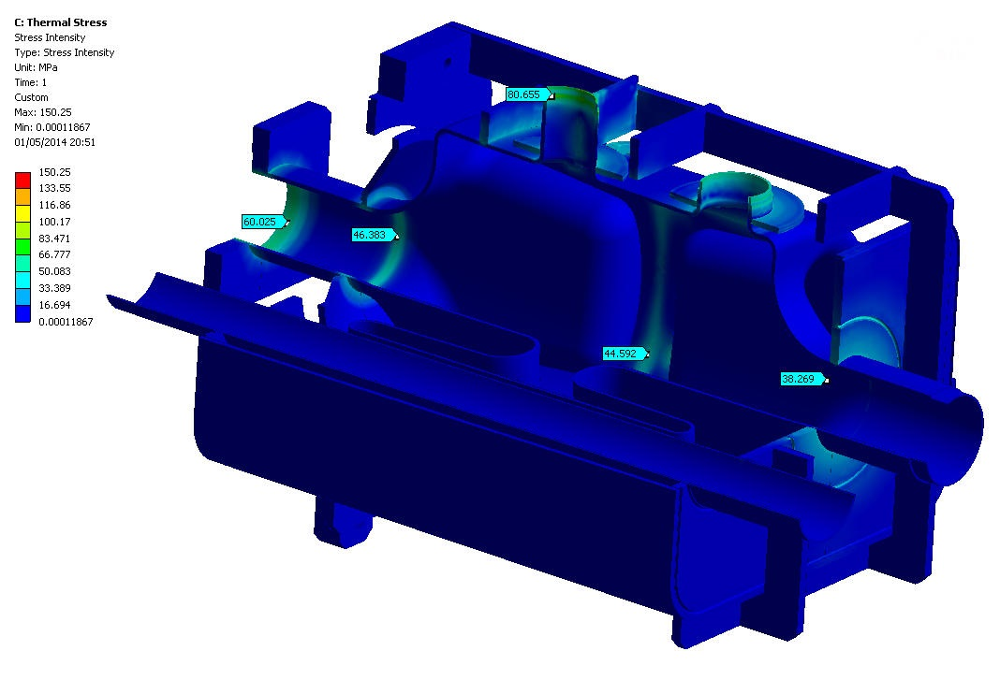 C: Thermal Stress
Stress Intensity
Type: Stress Intensity
Unit: MPa
Time: 1
Custom
Max: 150.25
Min: 0.00011867
01/05/2014 20:51
150.25
133.55
116.86
100.17
83.471
66.777
50.083
33.389
16.694
0.00011867
80.655
60.025
46.383
44.592
38.269